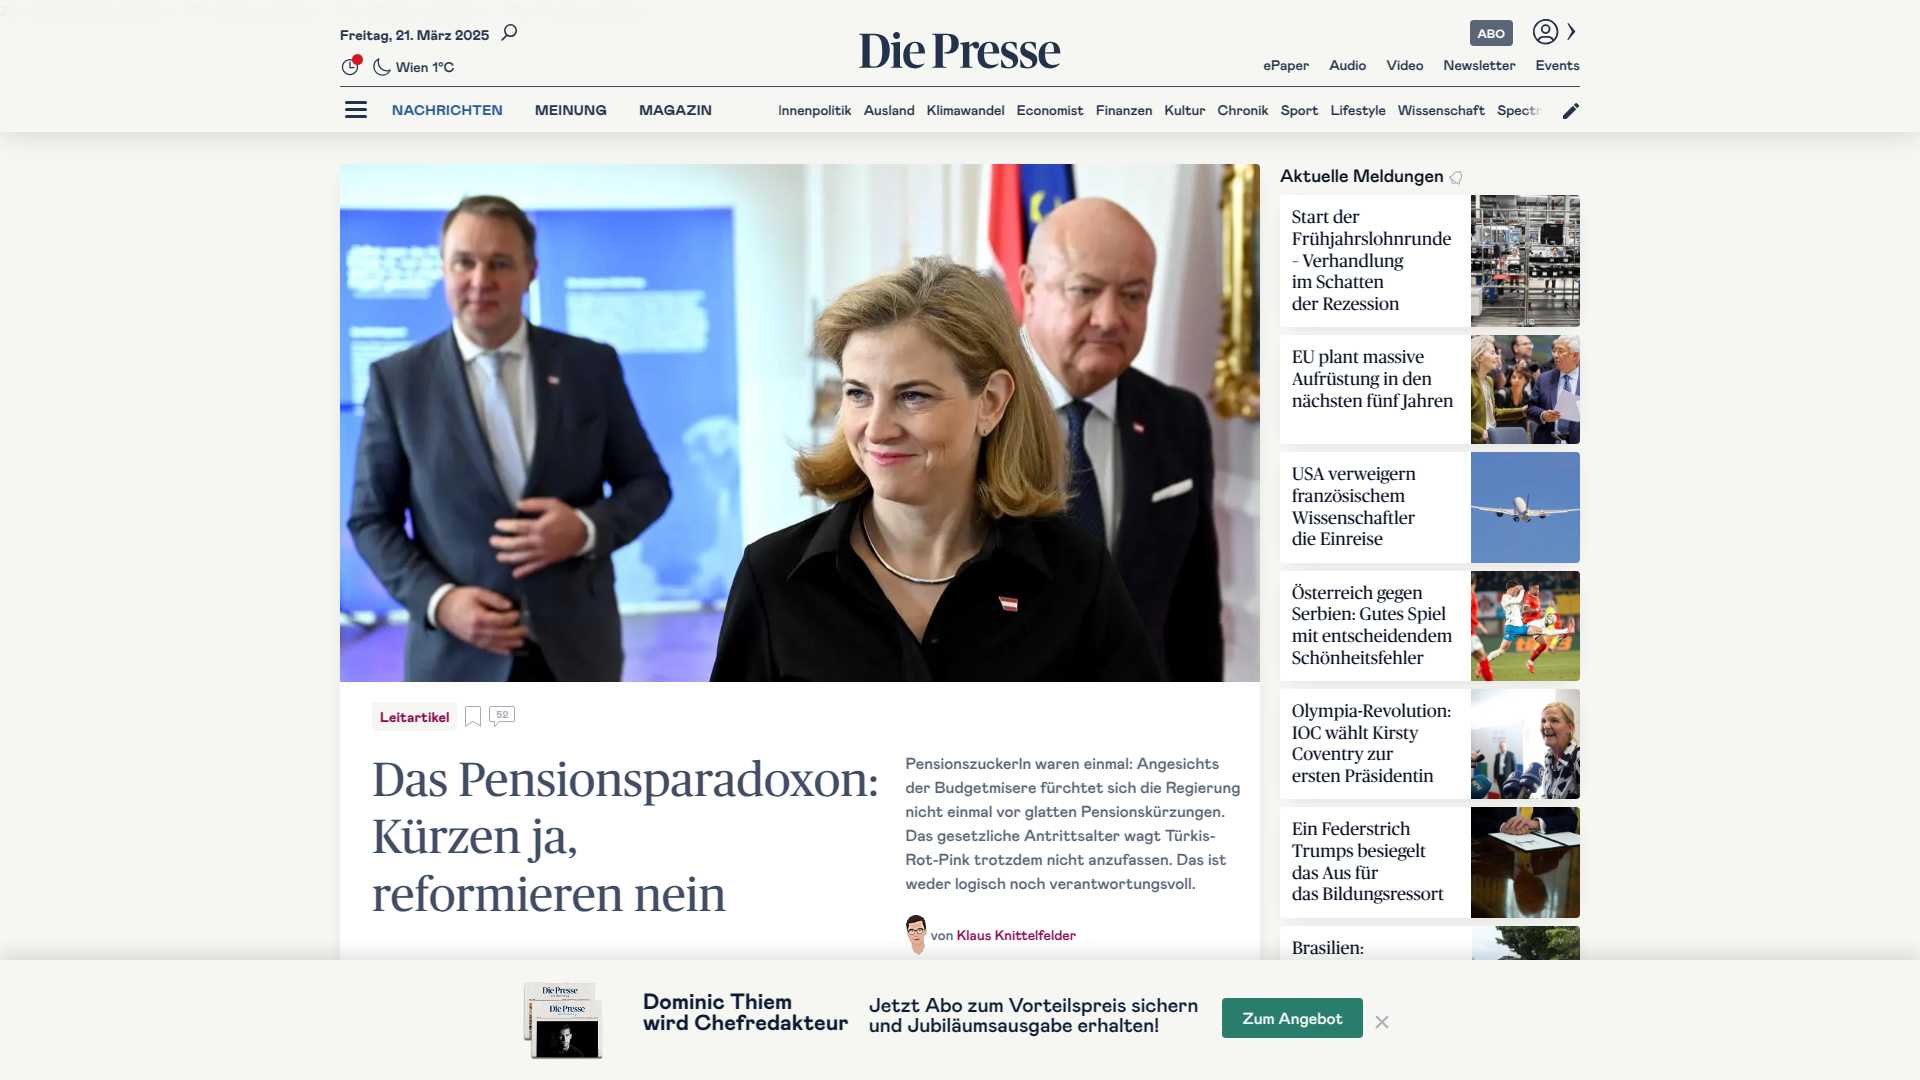 Freitag, 21. März 2025
Wien 1°C
Die Presse
ABO
ePaper Audio Video Newsletter Events
NACHRICHTEN MEINUNG MAGAZIN
Innenpolitik Ausland Klimawandel Economist Finanzen Kultur Chronik Sport Lifestyle Wissenschaft Spectr
Leitartikel
52
Das Pensionsparadoxon:
Kürzen ja,
reformieren nein
Pensionszuckerln waren einmal: Angesichts
der Budgetmisere fürchtet sich die Regierung
nicht einmal vor glatten Pensionskürzungen.
Das gesetzliche Antrittsalter wagt Türkis-
Rot-Pink trotzdem nicht anzufassen. Das ist
weder logisch noch verantwortungsvoll.
von Klaus Knittelfelder
Aktuelle Meldungen
Start der
Frühjahrslohnrunde
- Verhandlung
im Schatten
der Rezession
EU plant massive
Aufrüstung in den
nächsten fünf Jahren
USA verweigern
französischem
Wissenschaftler
die Einreise
Österreich gegen
Serbien: Gutes Spiel
mit entscheidendem
Schönheitsfehler
Olympia-Revolution:
IOC wählt Kirsty
Coventry zur
ersten Präsidentin
Ein Federstrich
Trumps besiegelt
das Aus für
das Bildungsressort
Brasilien:
Die Presse
Die Presse
Dominic Thiem
wird Chefredakteur
Jetzt Abo zum Vorteilspreis sichern
und Jubiläumsausgabe erhalten!
Zum Angebot